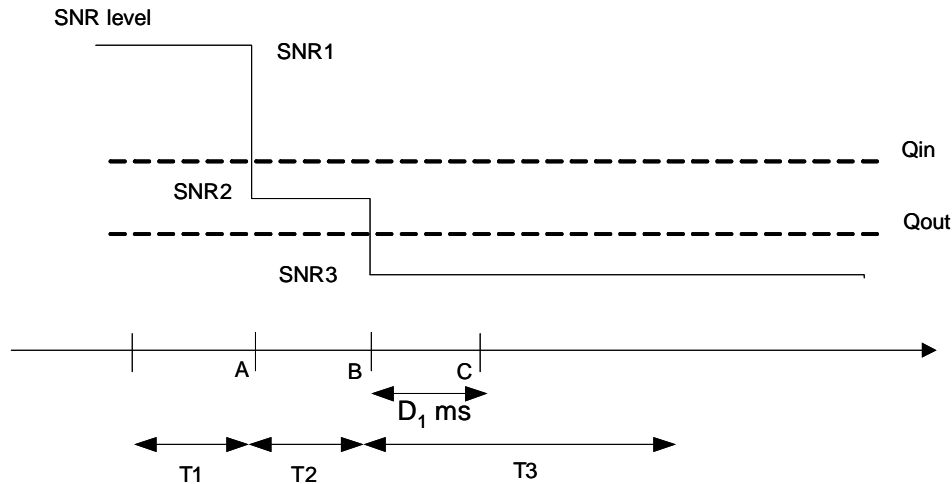 SNR level
SNR1
Qin
SNR2
Qout
SNR3
A B C
D₁ ms
T1 T2 T3